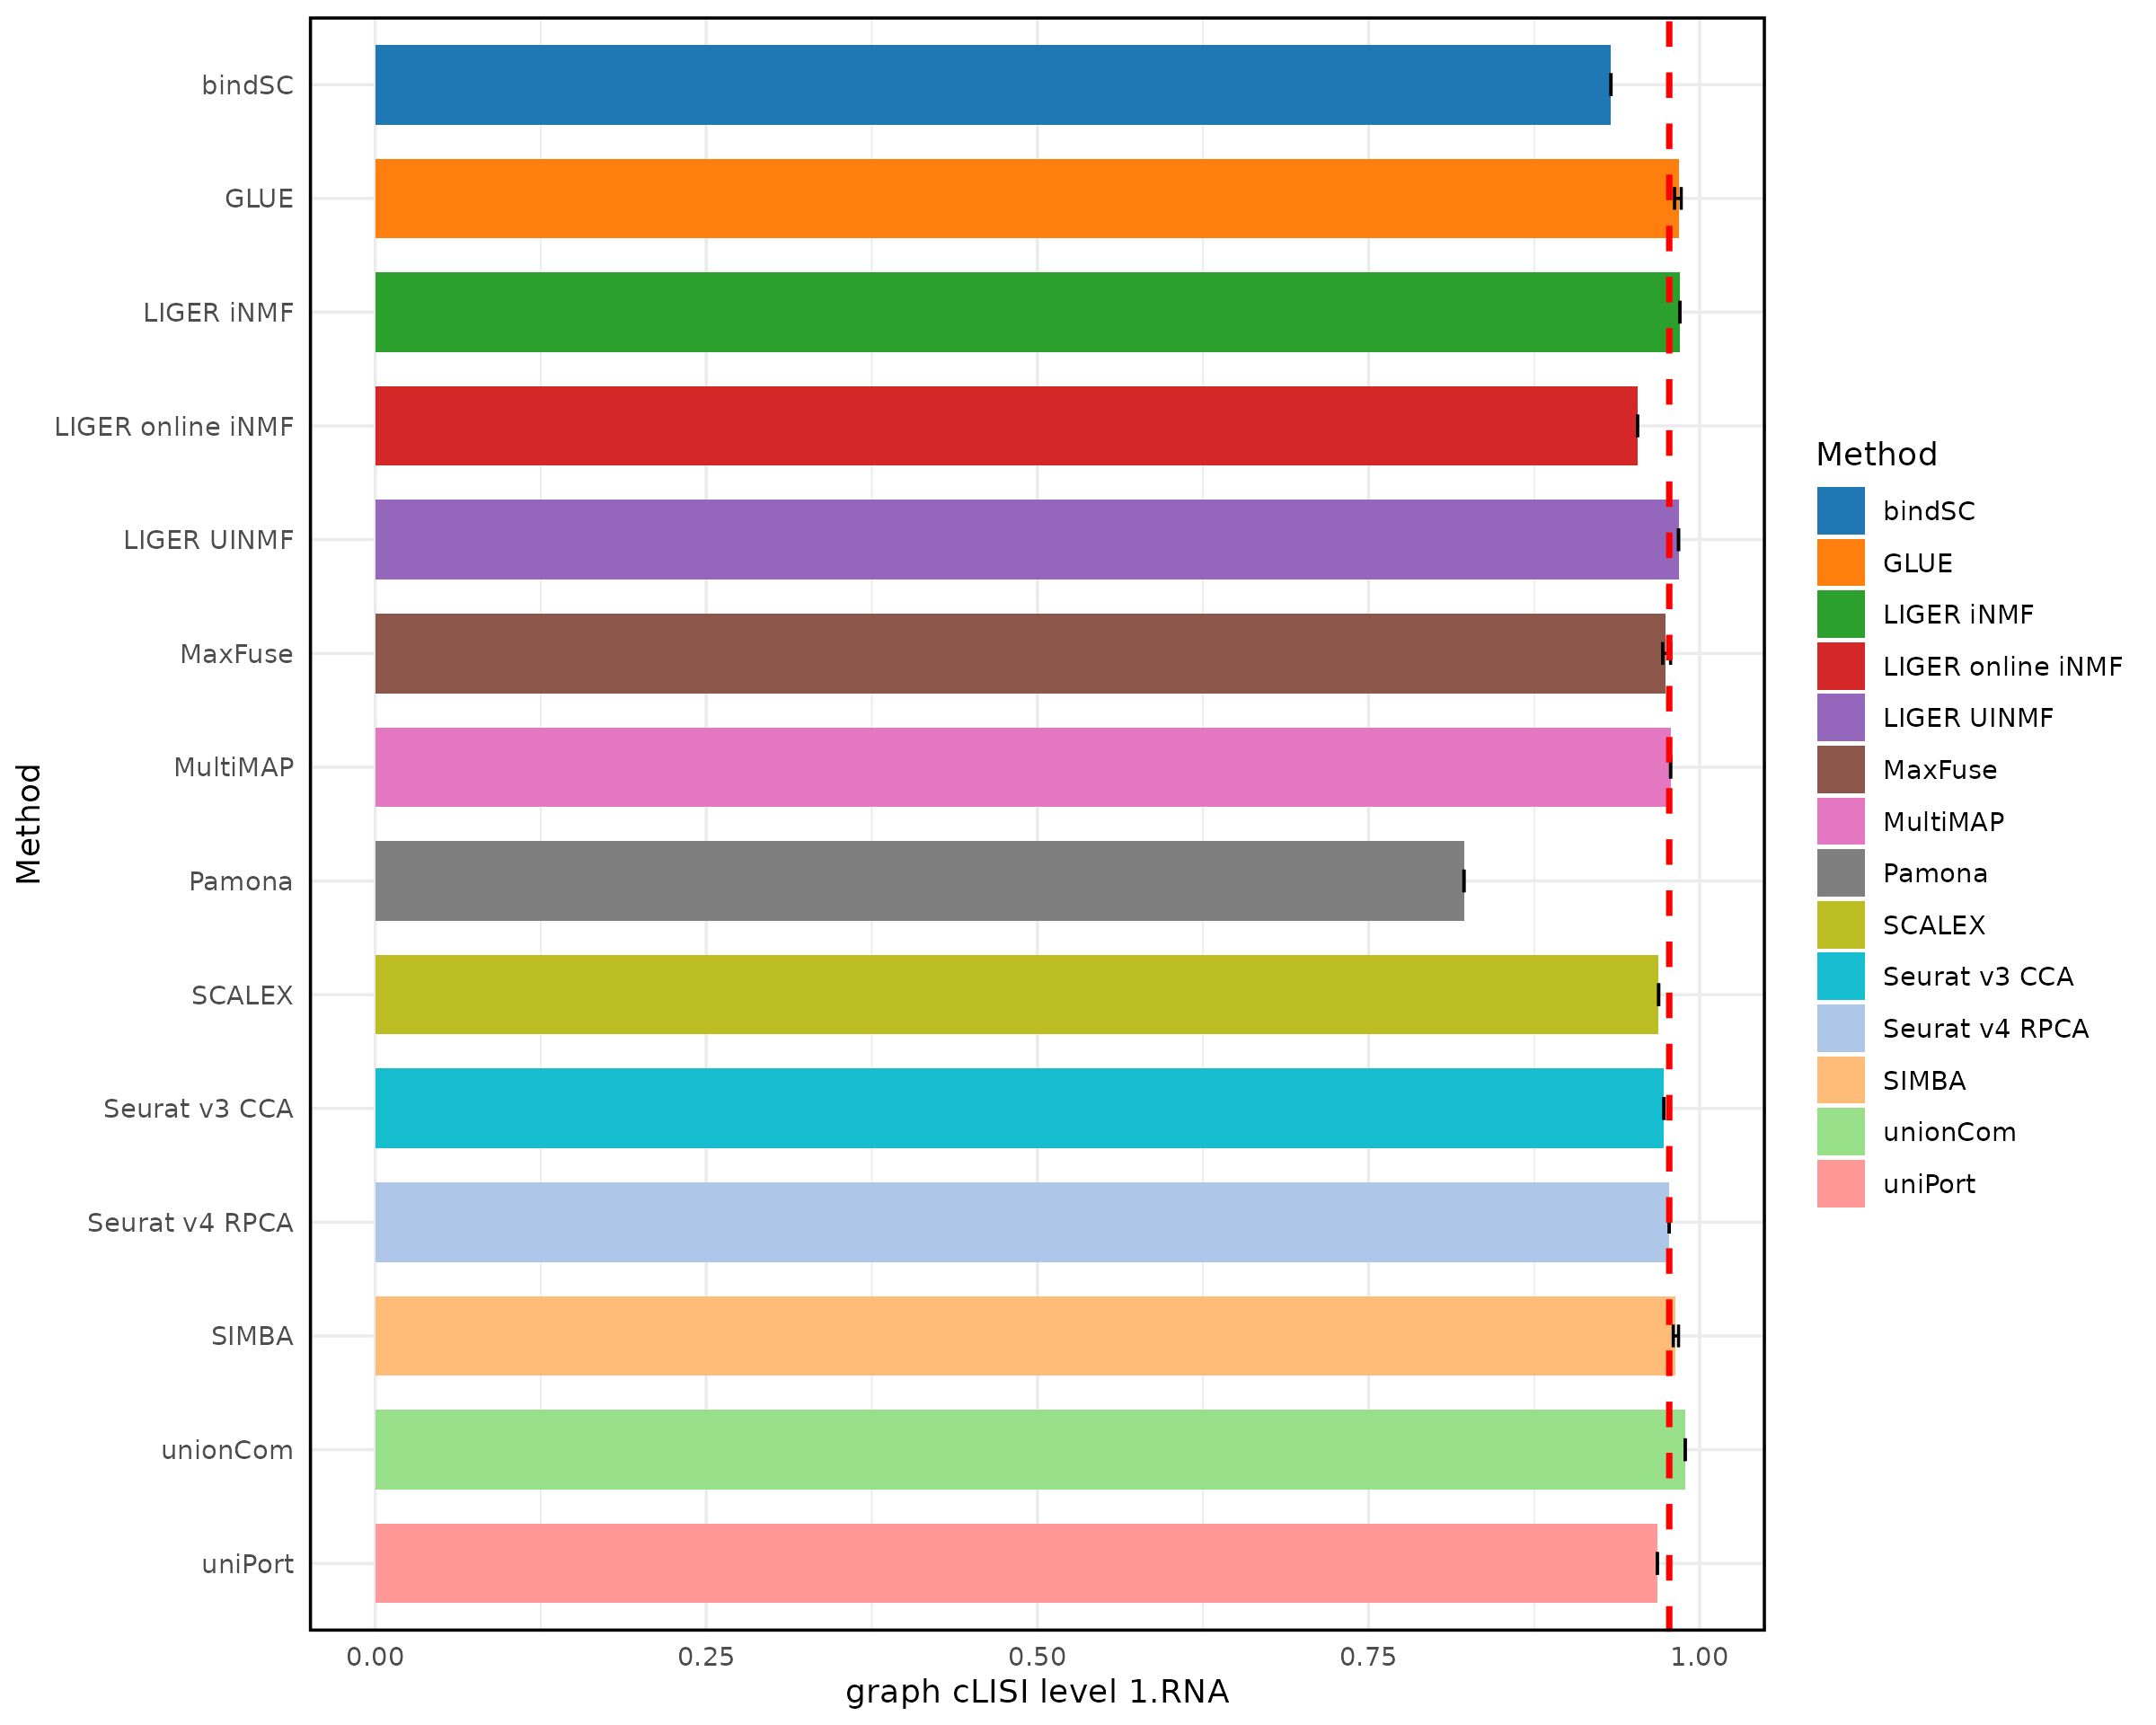 bindSC
GLUE
LIGER iNMF
LIGER online iNMF
LIGER UINMF
MaxFuse
MultiMAP
Pamona
SCALEX
Seurat v3 CCA
Seurat v4 RPCA
SIMBA
unionCom
uniPort
Method
0.00 0.25 0.50 0.75 1.00
graph cLISI level 1.RNA
Method
bindSC
GLUE
LIGER iNMF
LIGER online iNMF
LIGER UINMF
MaxFuse
MultiMAP
Pamona
SCALEX
Seurat v3 CCA
Seurat v4 RPCA
SIMBA
unionCom
uniPort